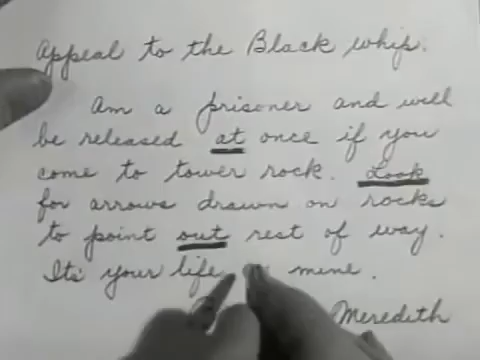 Appeal to the Black whip.
Am a prisoner and will
be released at once if you
come to tower rock. Look
for arrows drawn on rocks
to point out rest of way.
It's your life mine.
Meredith